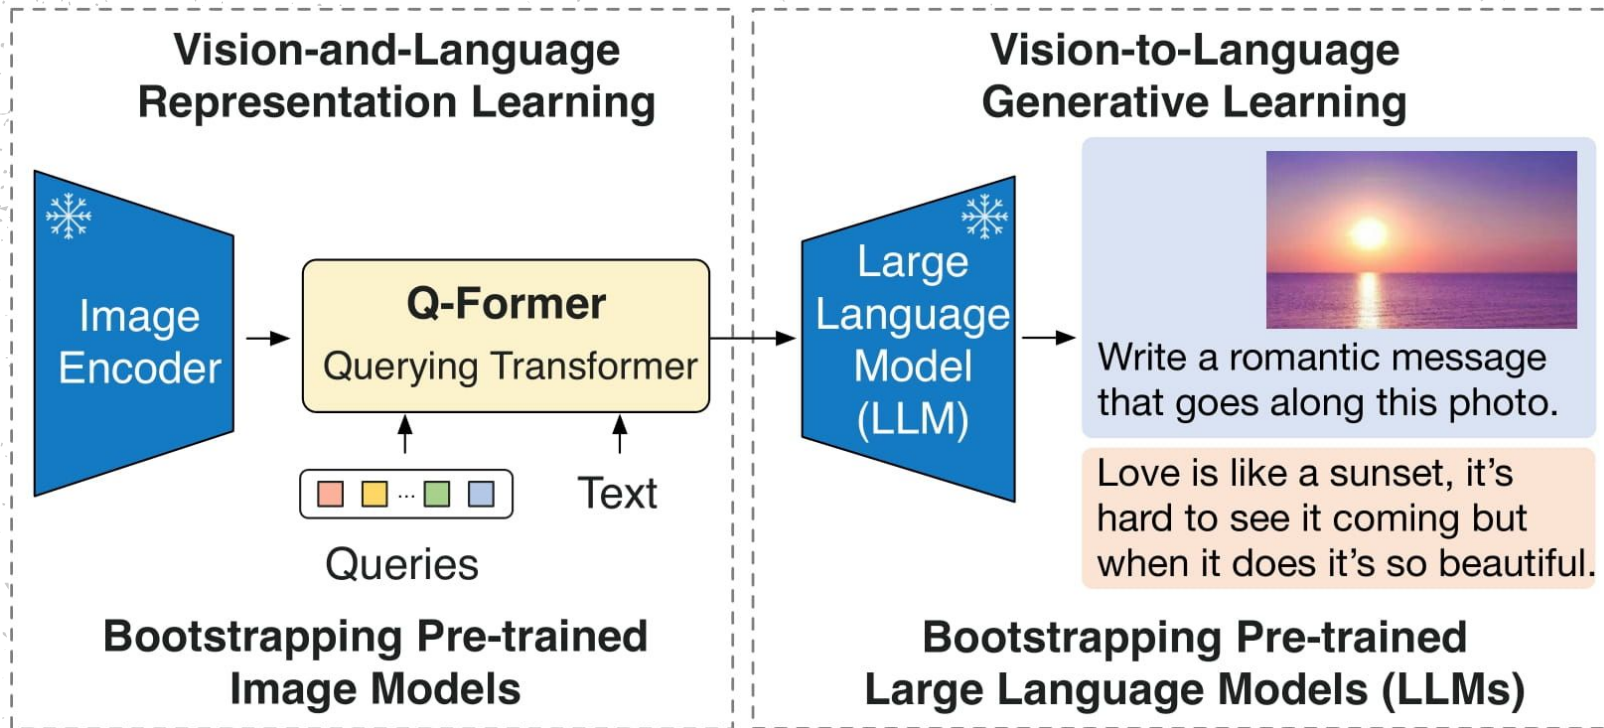 Vision-and-Language
Representation Learning
Image
Encoder
Q-Former
Querying Transformer
...
Queries
Text
Bootstrapping Pre-trained
Image Models
Vision-to-Language
Generative Learning
Large
Language
Model
(LLM)
Write a romantic message
that goes along this photo.
Love is like a sunset, it's
hard to see it coming but
when it does it's so beautiful.
Bootstrapping Pre-trained
Large Language Models (LLMs)